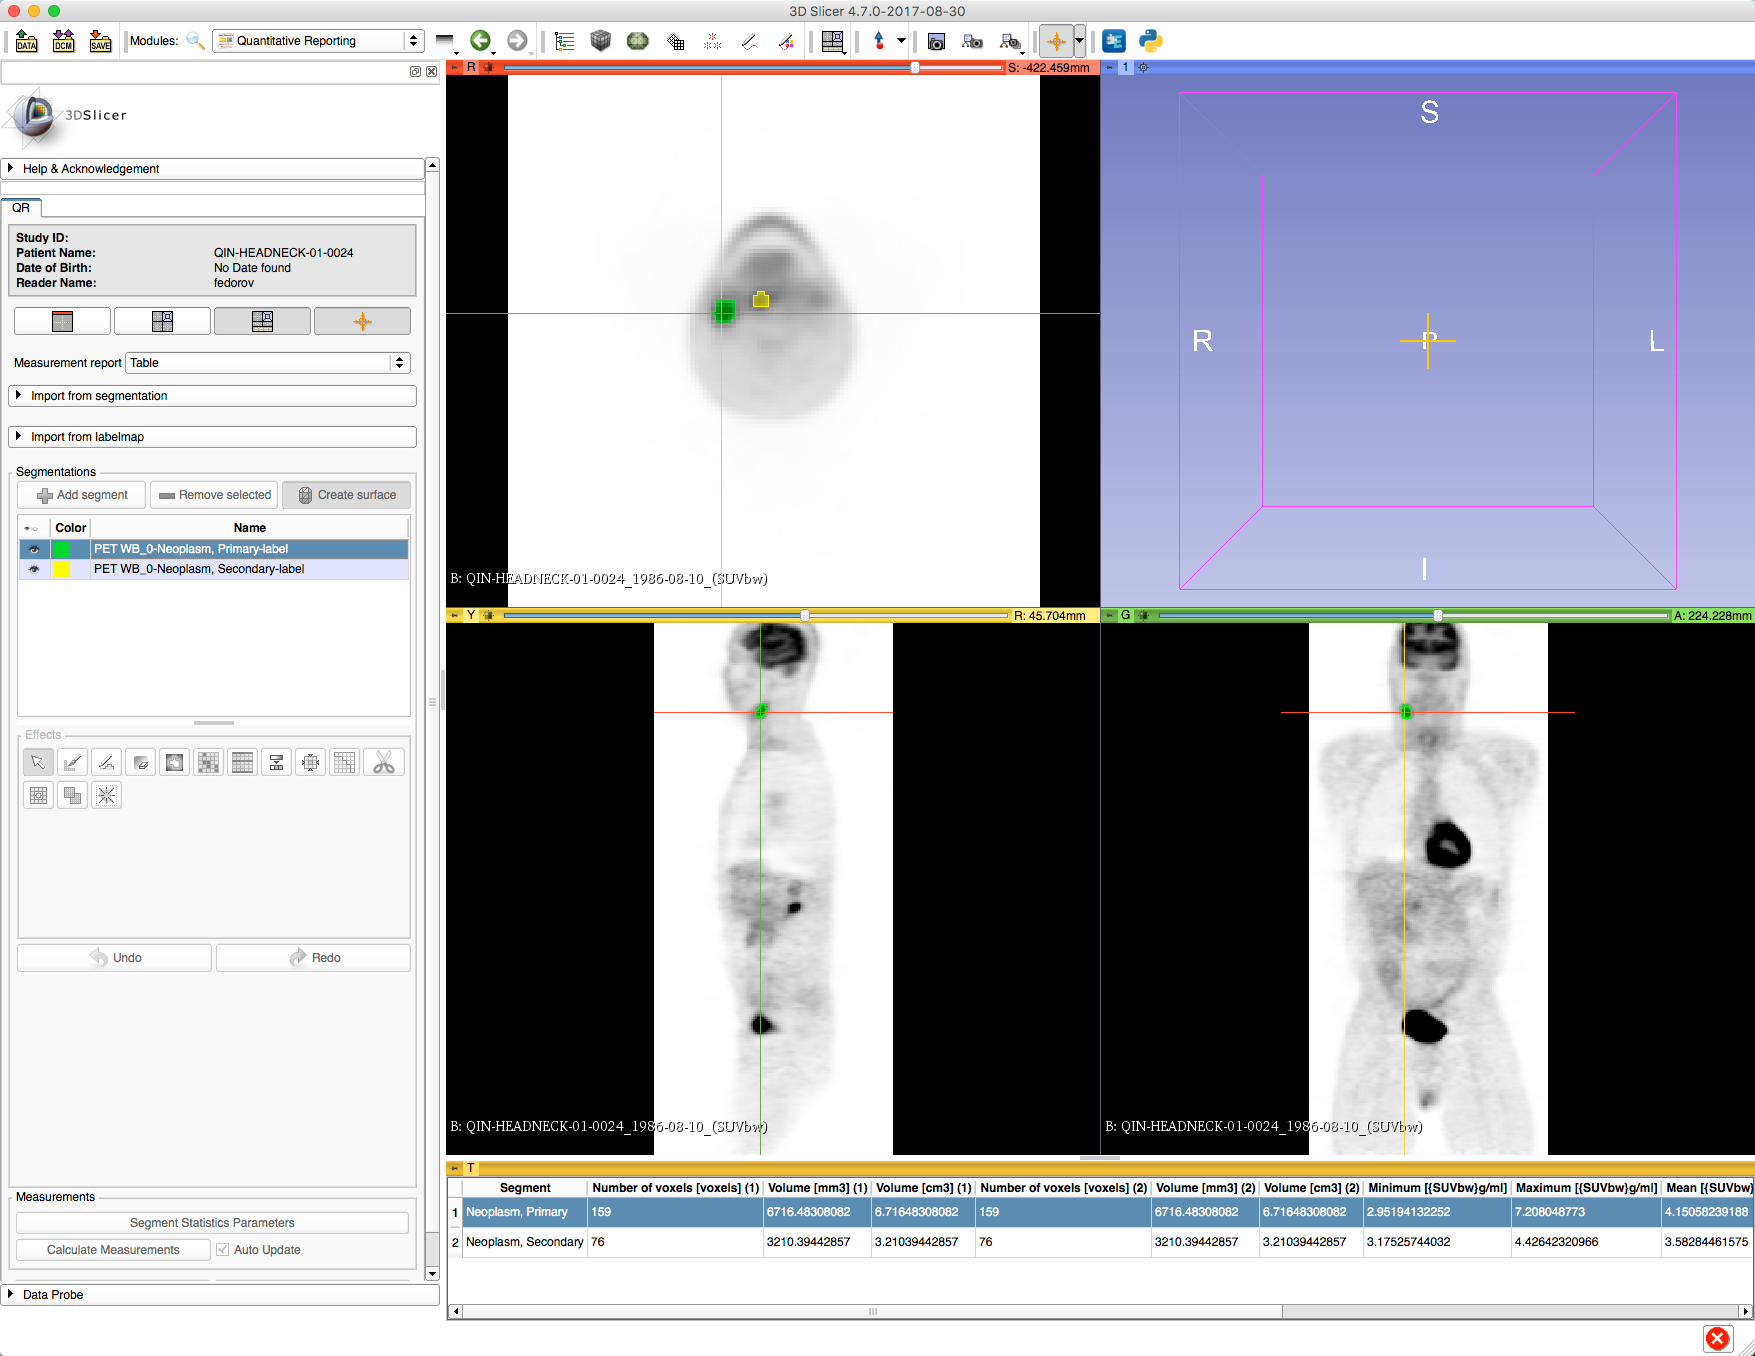 3D Slicer 4.7.0-2017-08-30
DATA
DCM
SAVE
Modules:
Quantitative Reporting
3DSlicer
Help & Acknowledgement
QR
Study ID:
Patient Name: QIN-HEADNECK-01-0024
Date of Birth: No Date found
Reader Name: fedorov
Measurement report Table
Import from segmentation
Import from labelmap
Segmentations
Add segment Remove selected Create surface
Color Name
PET WB_0-Neoplasm, Primary-label
PET WB_0-Neoplasm, Secondary-label
Effects
Undo Redo
Measurements
Segment Statistics Parameters
Calculate Measurements Auto Update
Data Probe
R S: -422.459mm
B: QIN-HEADNECK-01-0024_1986-08-10_(SUVbw)
1
S
R P L
I
Y R: 45.704mm
B: QIN-HEADNECK-01-0024_1986-08-10_(SUVbw)
G A: 224.228mm
B: QIN-HEADNECK-01-0024_1986-08-10_(SUVbw)
T
Segment Number of voxels [voxels] (1) Volume [mm3] (1) Volume [cm3] (1) Number of voxels [voxels] (2) Volume [mm3] (2) Volume [cm3] (2) Minimum [{SUVbw}g/ml] Maximum [{SUVbw}g/ml] Mean [{SUVbw}
1 Neoplasm, Primary 159 6716.48308082 6.71648308082 159 6716.48308082 6.71648308082 2.95194132252 7.208048773 4.15058239188
2 Neoplasm, Secondary 76 3210.39442857 3.21039442857 76 3210.39442857 3.21039442857 3.17525744032 4.42642320966 3.58284461575